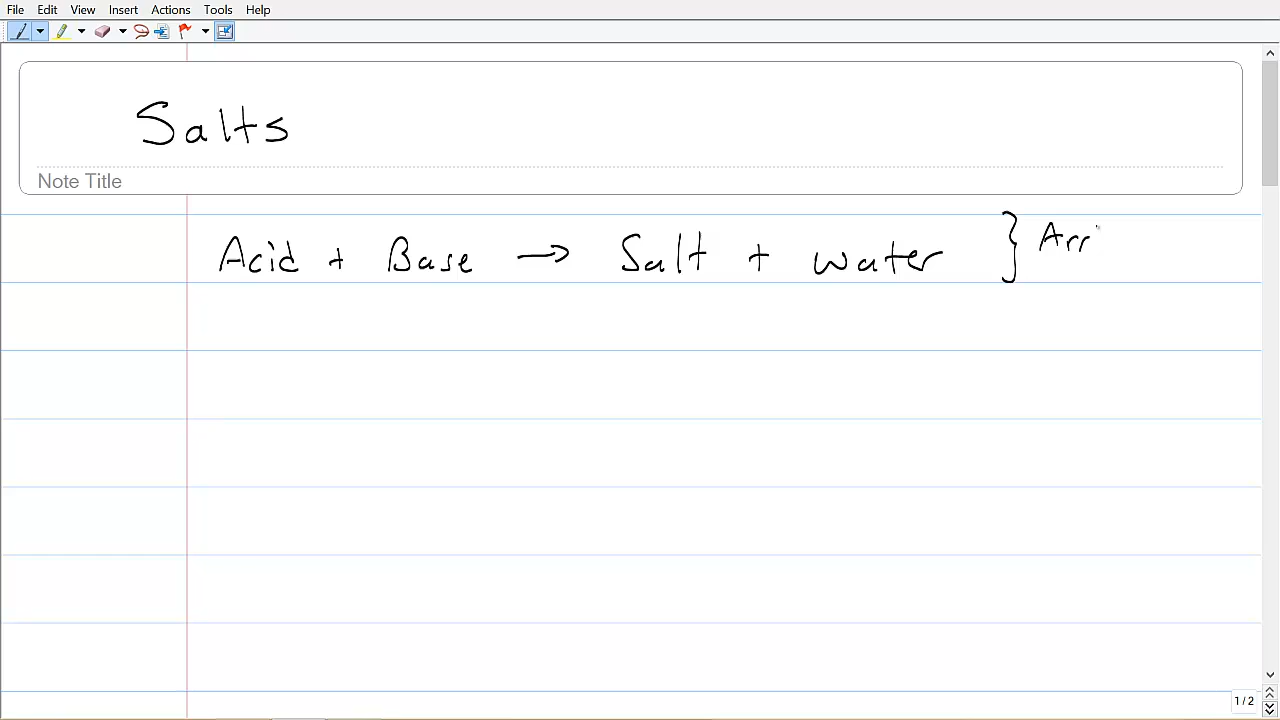 File Edit View Insert Actions Tools Help
Salts
Note Title
Acid + Base → Salt + water } Arr
1 / 2